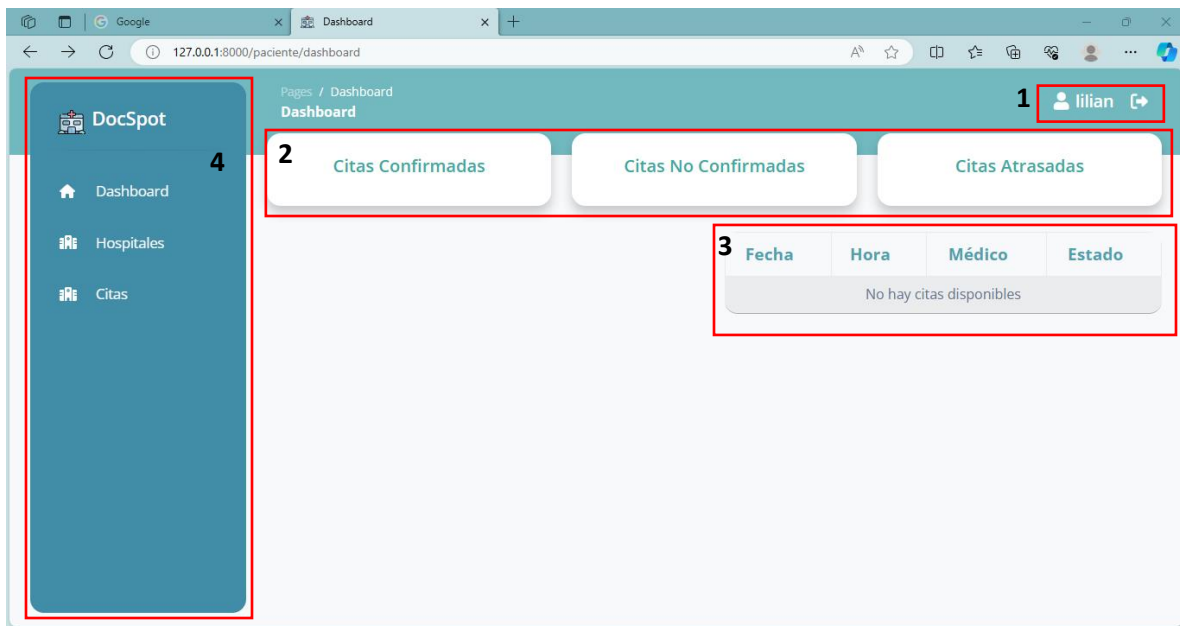 Google
Dashboard
127.0.0.1:8000/paciente/dashboard
Pages / Dashboard
Dashboard
1
lilian
DocSpot
4
Dashboard
Hospitales
Citas
2
Citas Confirmadas
Citas No Confirmadas
Citas Atrasadas
3
Fecha Hora Médico Estado
No hay citas disponibles